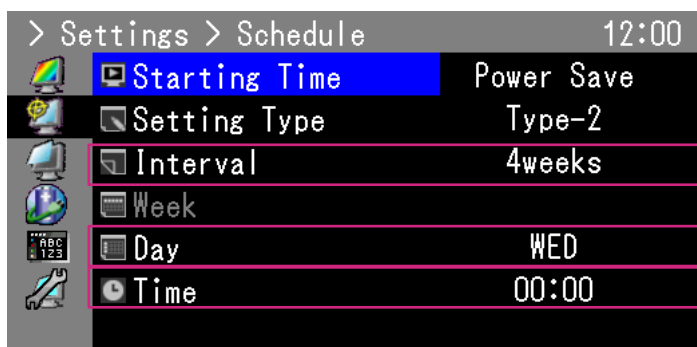 > Settings > Schedule 12:00
Starting Time Power Save
Setting Type Type-2
Interval 4weeks
Week
ABC
123
Day WED
Time 00:00